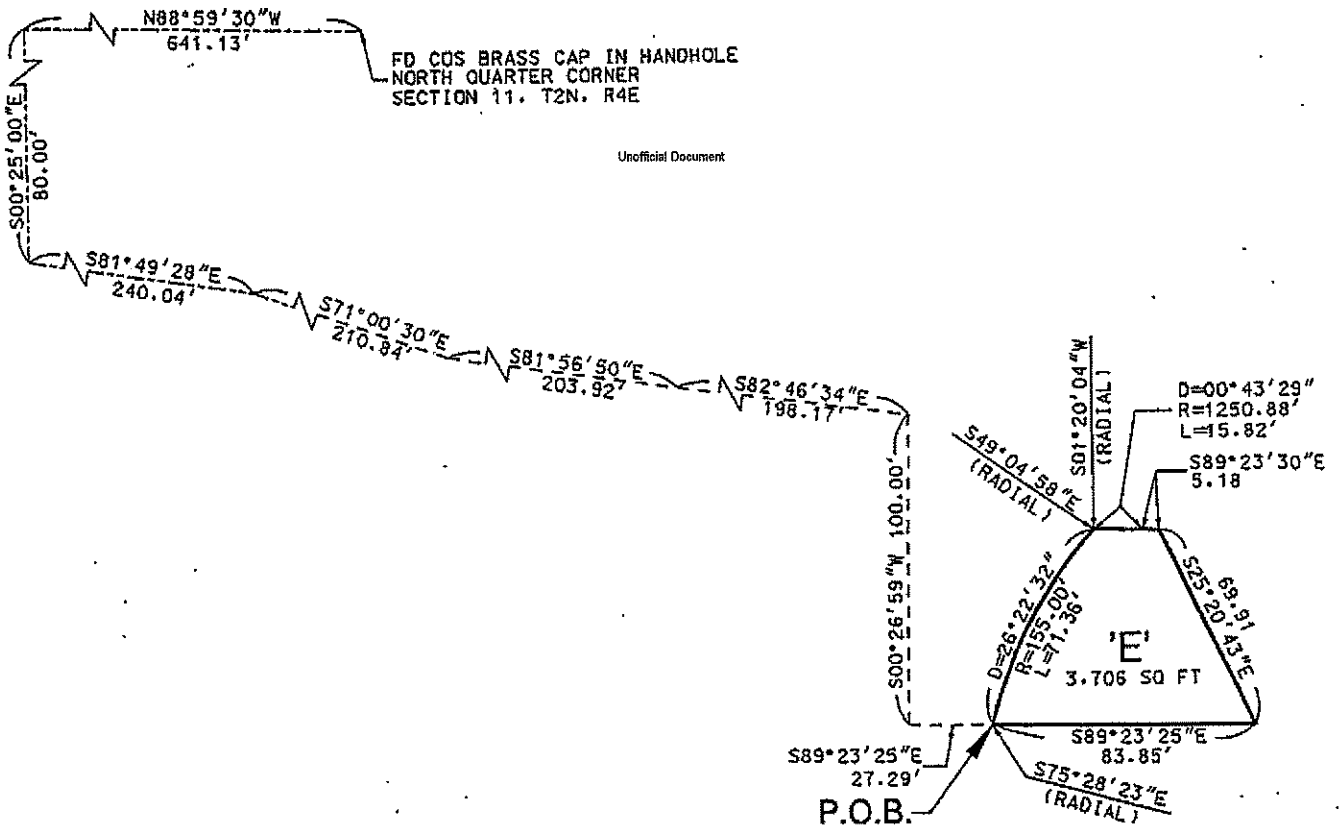 N88°59'30"W
641.13'
FD COS BRASS CAP IN HANDHOLE
NORTH QUARTER CORNER
SECTION 11. T2N. R4E
Unofficial Document
S00°25'00"E
80.00'
S81°49'28"E
240.04'
S71°00'30"E
210.84'
S81°56'50"E
203.92'
S82°46'34"E
198.17'
S00°26'59"W 100.00'
S49°04'58"E
(RADIAL)
S01°20'04"W
(RADIAL)
D=00°43'29"
R=1250.88'
L=15.82'
S89°23'30"E
5.18
D=26°22'32"
R=155.00'
L=71.36'
69.91
S25°20'43"E
'E'
3.706 SQ FT
S89°23'25"E
83.85'
S89°23'25"E
27.29'
S75°28'23"E
(RADIAL)
P.O.B.